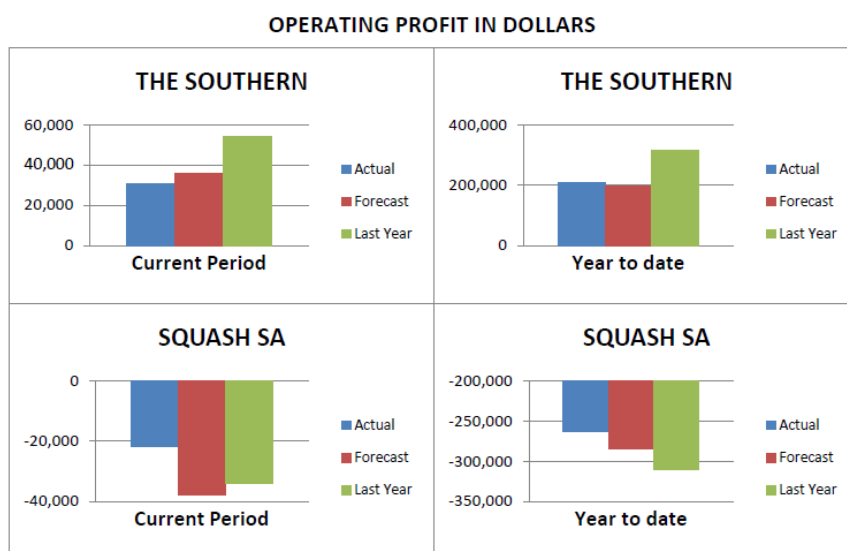 OPERATING PROFIT IN DOLLARS
THE SOUTHERN
60,000
40,000
20,000
0
Actual
Forecast
Last Year
Current Period
THE SOUTHERN
400,000
200,000
0
Actual
Forecast
Last Year
Year to date
SQUASH SA
0
-20,000
-40,000
Actual
Forecast
Last Year
Current Period
SQUASH SA
-200,000
-250,000
-300,000
-350,000
Actual
Forecast
Last Year
Year to date